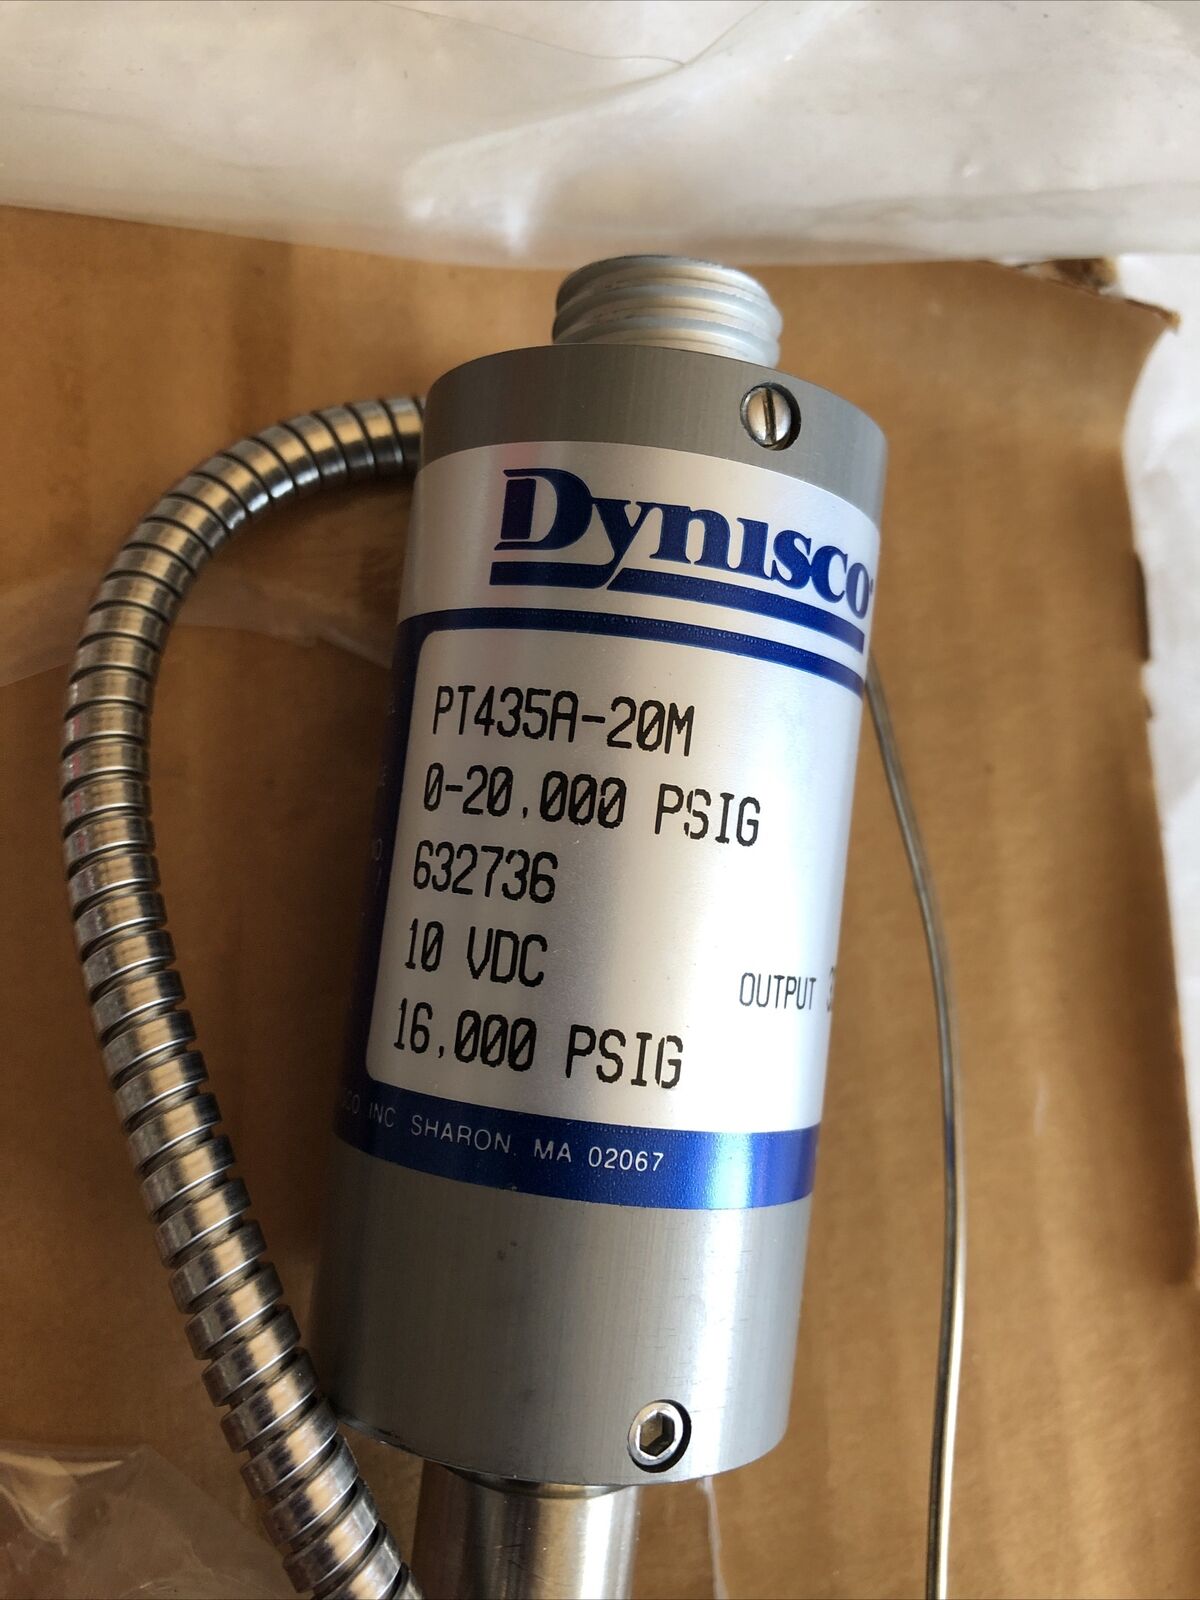 Dynisco
PT435A-20M
0-20,000 PSIG
632736
10 VDC
OUTPUT
16,000 PSIG
INC SHARON, MA 02067